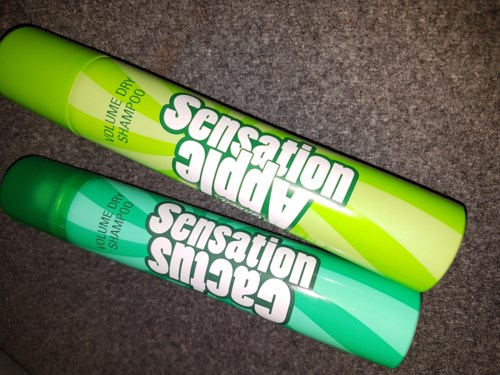 VOLUME DRY
SHAMPOO
Sensation
Apple
VOLUME DRY
SHAMPOO
Sensation
Cactus